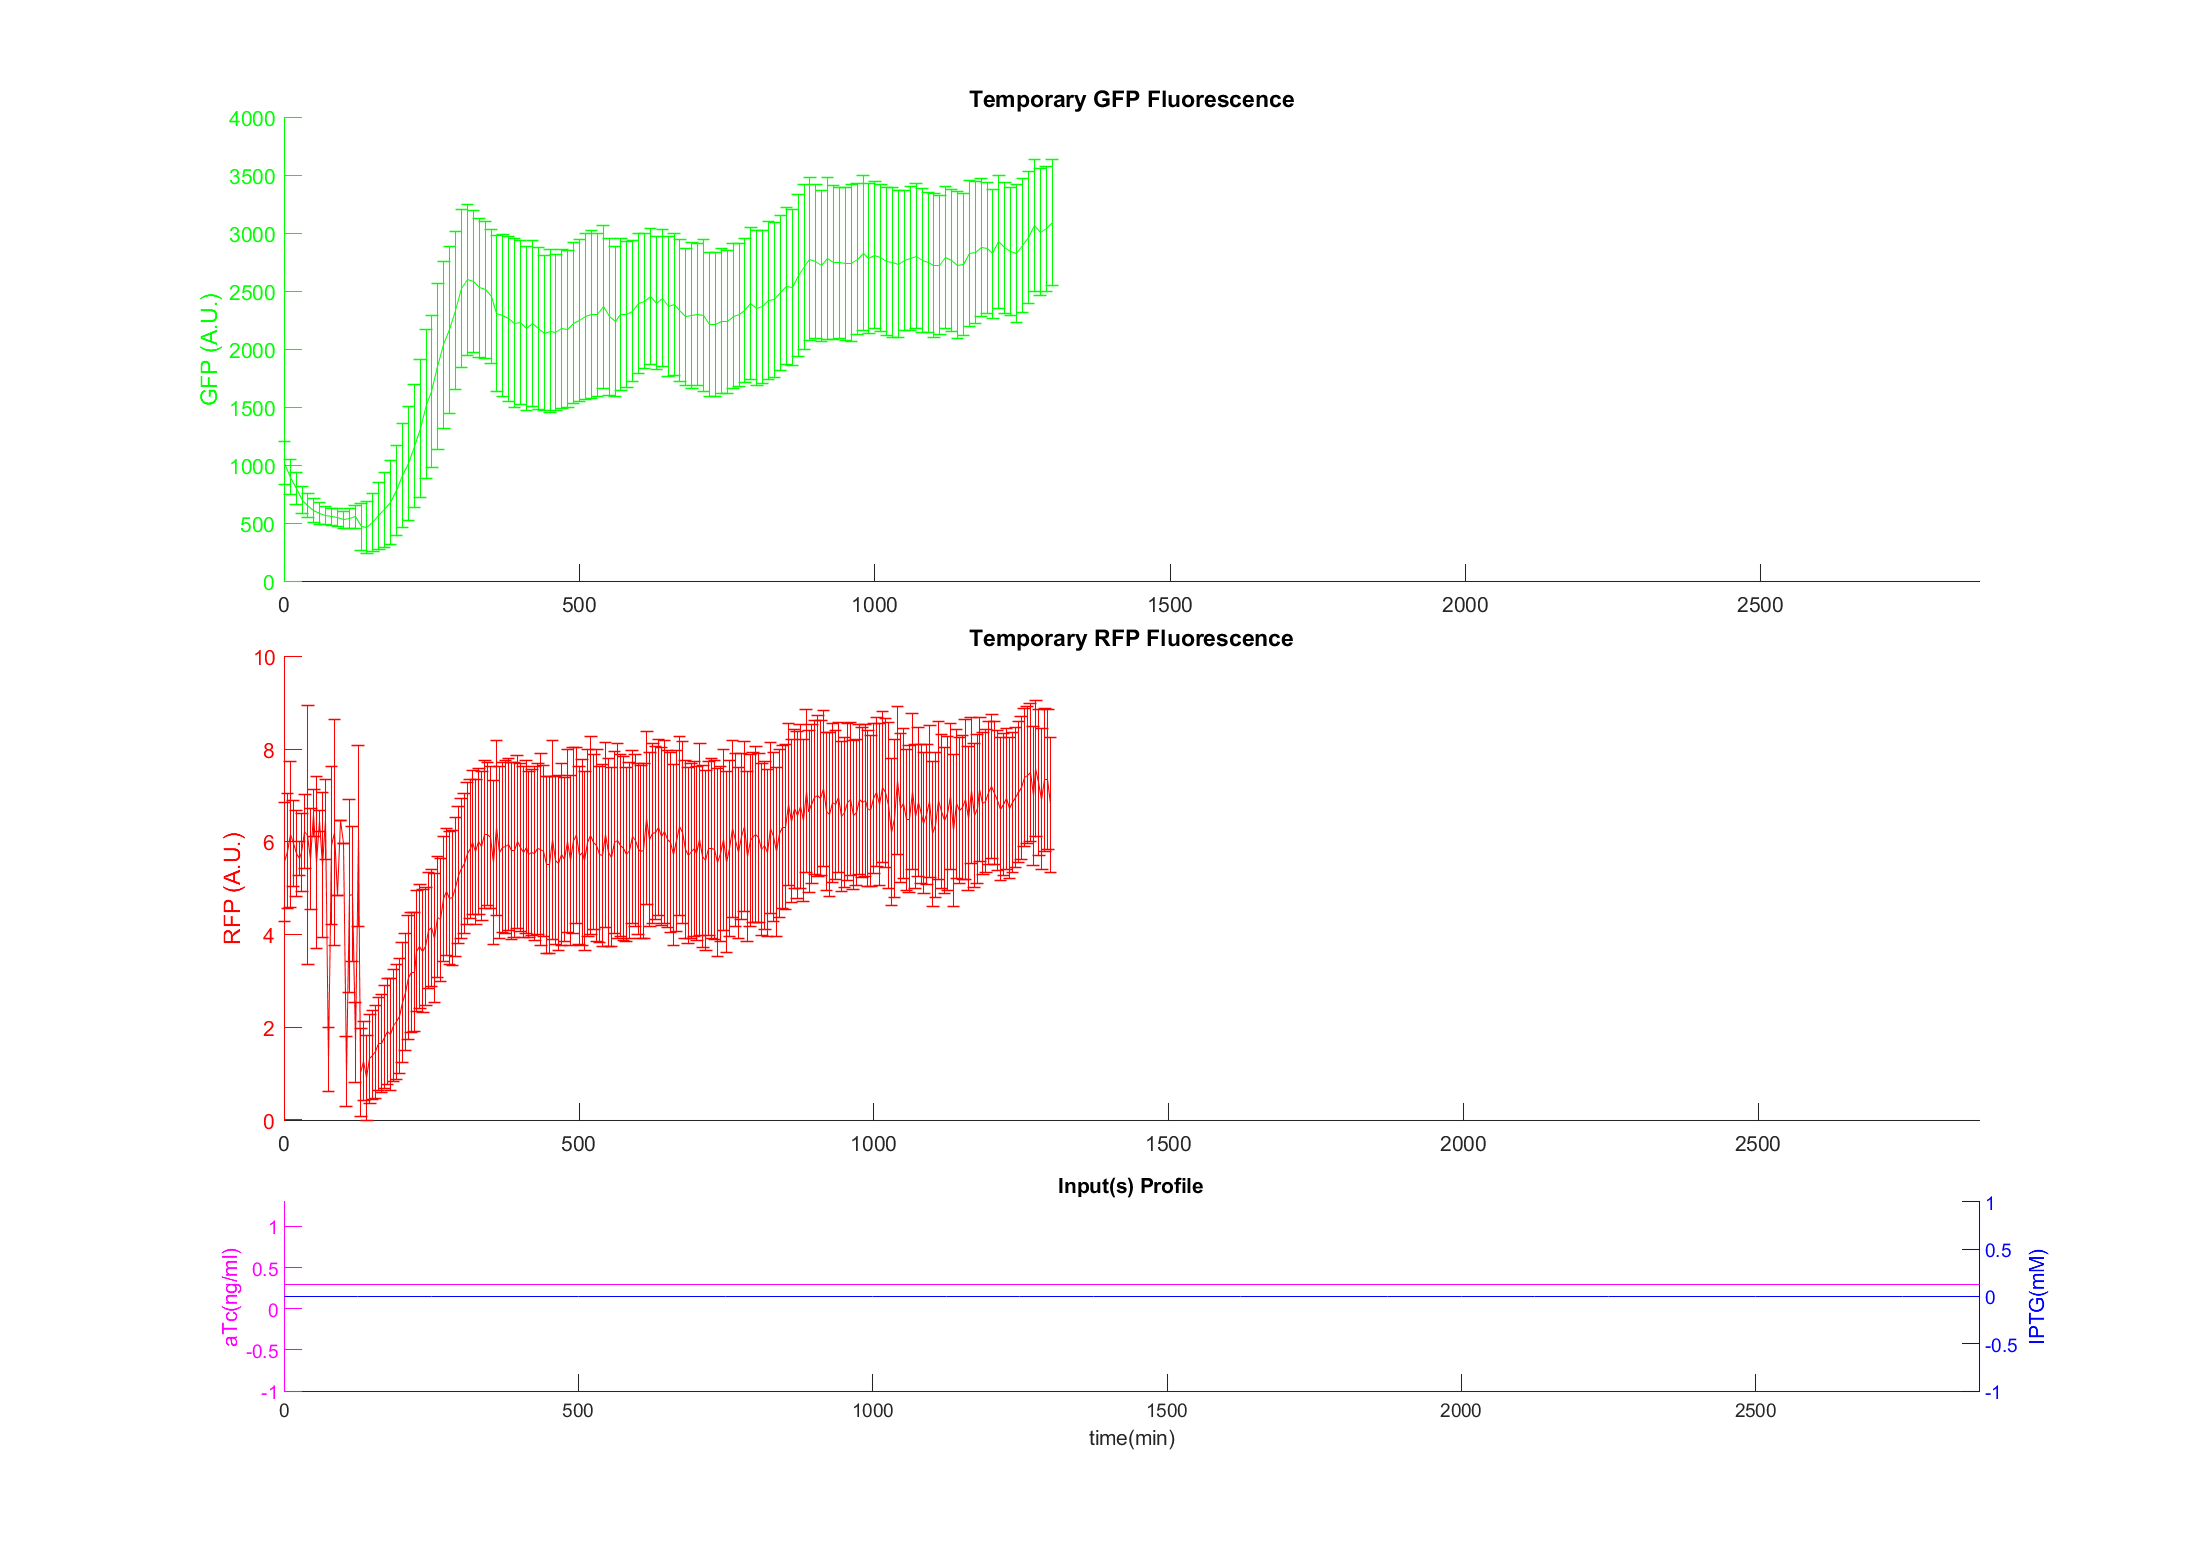 Temporary GFP Fluorescence
4000
3500
3000
2500
2000
1500
1000
500
0
GFP (A.U.)
0 500 1000 1500 2000 2500
Temporary RFP Fluorescence
10
8
6
4
2
0
RFP (A.U.)
0 500 1000 1500 2000 2500
Input(s) Profile
1
0.5
0
-0.5
-1
aTc(ng/ml)
1
0.5
0
-0.5
-1
IPTG(mM)
0 500 1000 1500 2000 2500
time(min)